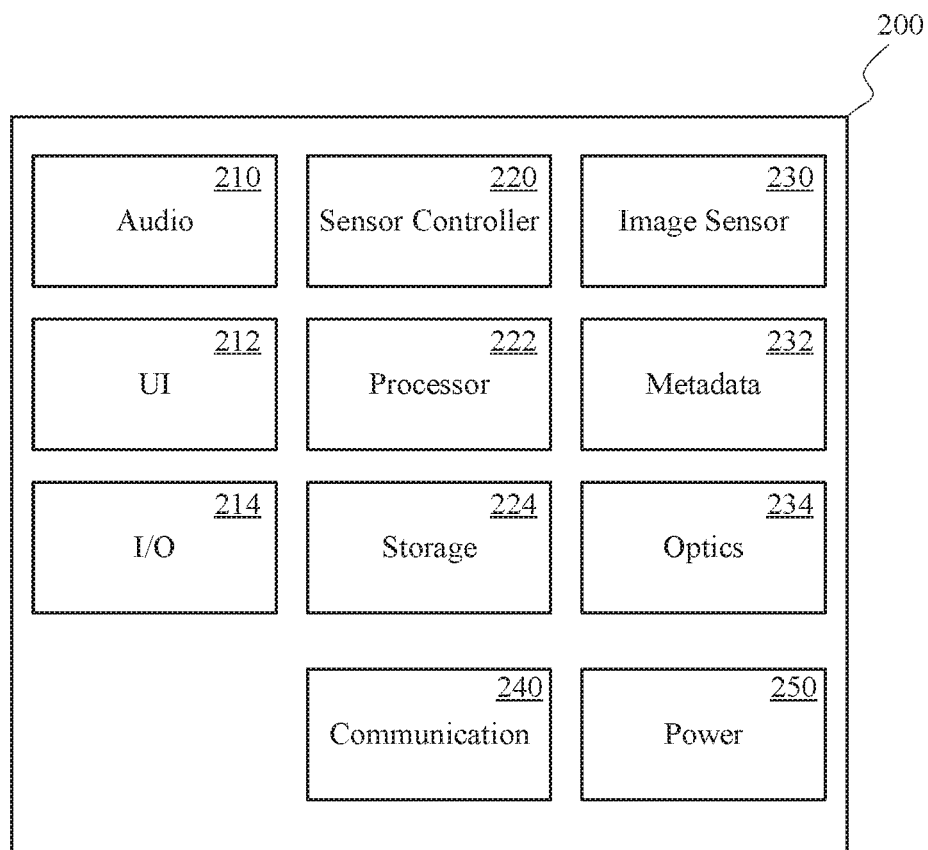 200
210
Audio
220
Sensor Controller
230
Image Sensor
212
UI
222
Processor
232
Metadata
214
I/O
224
Storage
234
Optics
240
Communication
250
Power